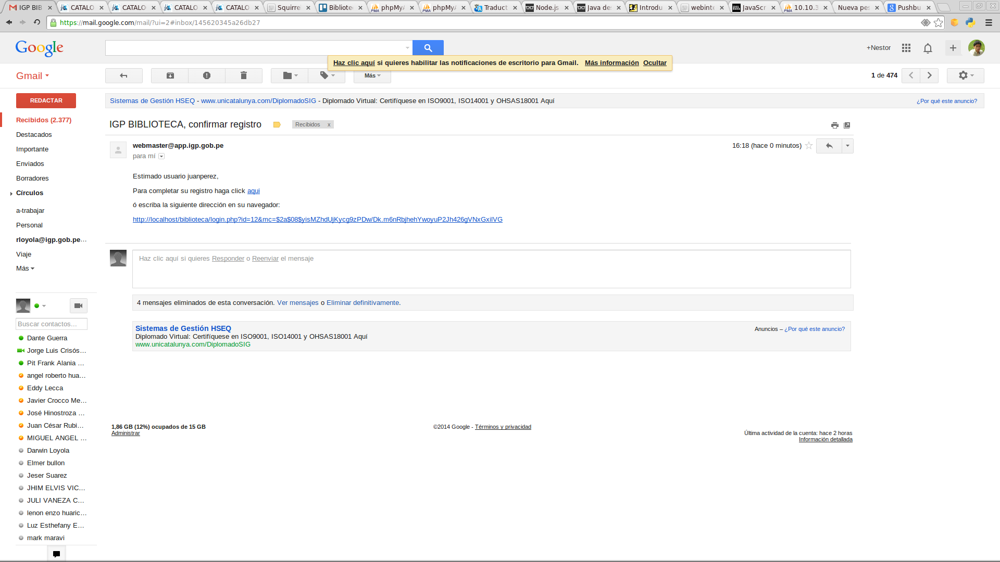 IGP BIB
CATALO
CATALO
CATALO
CATALO
Squirre
Bibliote
phpMyA
phpMyA
Traduct
Node.js
Java de
Introdu
webinte
JavaScr
10.10.3
Nueva pes
Pushbu
https://mail.google.com/mail/?ui=2#inbox/145620345a26db27
Google
+Nestor
Haz clic aquí si quieres habilitar las notificaciones de escritorio para Gmail. Más información Ocultar
Gmail
Más
1 de 474
REDACTAR
Sistemas de Gestión HSEQ - www.unicatalunya.com/DiplomadoSIG - Diplomado Virtual: Certifíquese en ISO9001, ISO14001 y OHSAS18001 Aquí
¿Por qué este anuncio?
Recibidos (2.377)
Destacados
Importante
Enviados
Borradores
Círculos
a-trabajar
Personal
rloyola@igp.gob.pe...
Viaje
Más
IGP BIBLIOTECA, confirmar registro
Recibidos x
webmaster@app.igp.gob.pe
para mí
16:18 (hace 0 minutos)
Estimado usuario juanperez,
Para completar su registro haga click aqui
ó escriba la siguiente dirección en su navegador:
http://localhost/biblioteca/login.php?id=12&mc=$2a$08$yisMZhdUjKycg9zPDw/Dk.m6nRbjhehYwoyuP2Jh426gVNxGxilVG
Haz clic aquí si quieres Responder o Reenviar el mensaje
4 mensajes eliminados de esta conversación. Ver mensajes o Eliminar definitivamente.
Sistemas de Gestión HSEQ
Anuncios – ¿Por qué este anuncio?
Diplomado Virtual: Certifíquese en ISO9001, ISO14001 y OHSAS18001 Aquí
www.unicatalunya.com/DiplomadoSIG
Buscar contactos...
Dante Guerra
Jorge Luis Crisós...
Pit Frank Alania ...
angel roberto hua...
Eddy Lecca
Javier Crocco Me...
José Hinostroza ...
Juan César Rubi...
MIGUEL ANGEL ...
Darwin Loyola
Elmer bullon
Jeser Suarez
JHIM ELVIS VIC...
JULI VANEZA C...
lenon enzo huaric...
Luz Esthefany E...
mark maravi
1,86 GB (12%) ocupados de 15 GB
Administrar
©2014 Google - Términos y privacidad
Última actividad de la cuenta: hace 2 horas
Información detallada